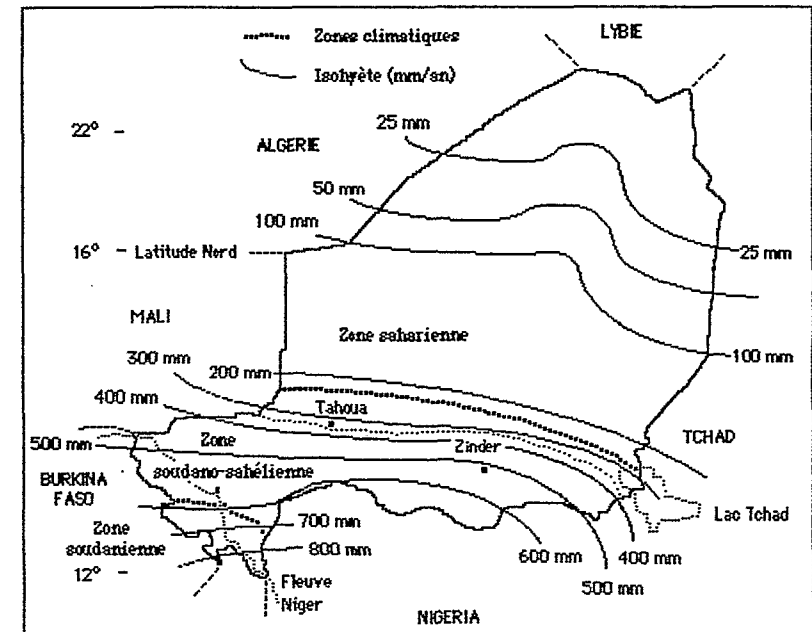 Zones climatiques
LYBIE
Isohyète (mm/an)
22°
25 mm
ALGERIE
50 mm
100 mm
16°
Latitude Nord
25 mm
MALI
Zone saharienne
300 mm
200 mm
100 mm
400 mm
Tahoua
500 mm
Zone
Zinder
TCHAD
soudano-sahélienne
BURKINA
FASO
Zone
soudanienne
700 mm
Lac Tchad
800 mm
600 mm
400 mm
12°
Fleuve
Niger
500 mm
NIGERIA